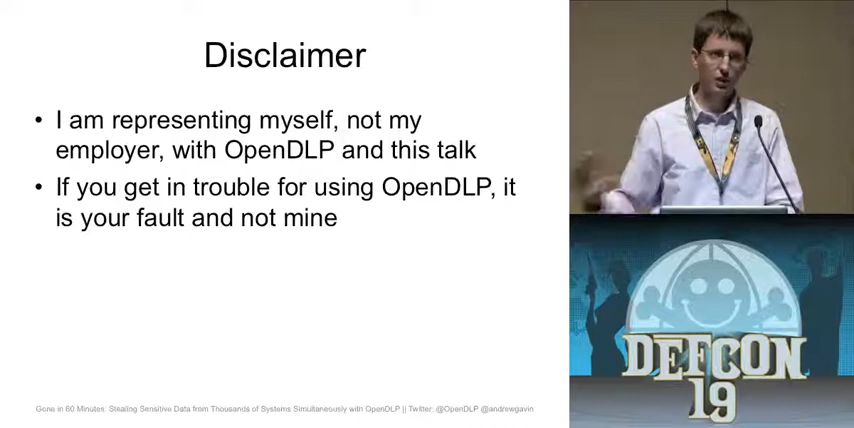 Disclaimer
• I am representing myself, not my
employer, with OpenDLP and this talk
• If you get in trouble for using OpenDLP, it
is your fault and not mine
Gone in 60 Minutes: Stealing Sensitive Data from Thousands of Systems Simultaneously with OpenDLP || Twitter: @OpenDLP @andrewgavin
DEFCON
19